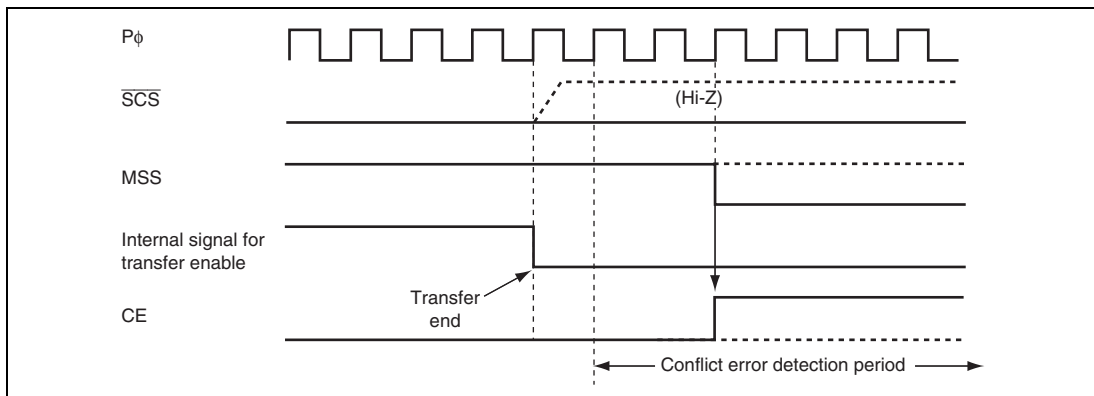 Pϕ
SCS
(Hi-Z)
MSS
Internal signal for
transfer enable
Transfer
end
CE
Conflict error detection period